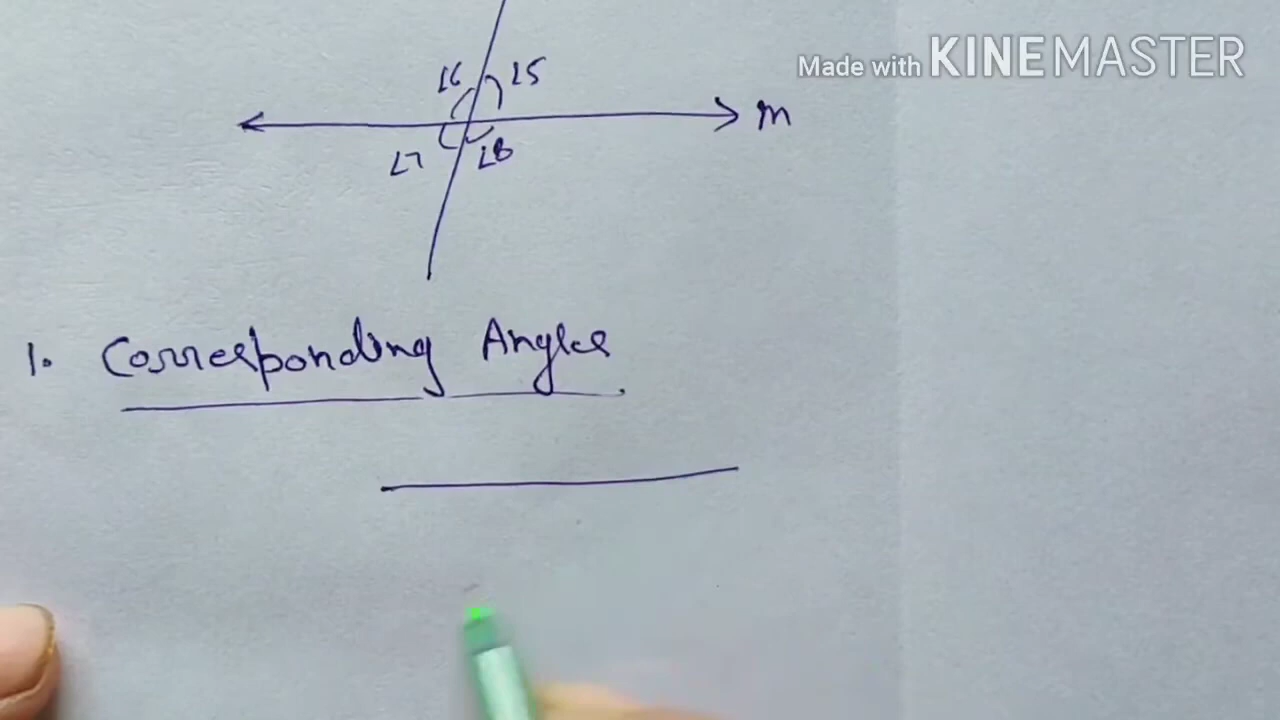 Made with KINEMASTER
∠6 ∠5
m
∠7 ∠8
1. Corresponding Angles